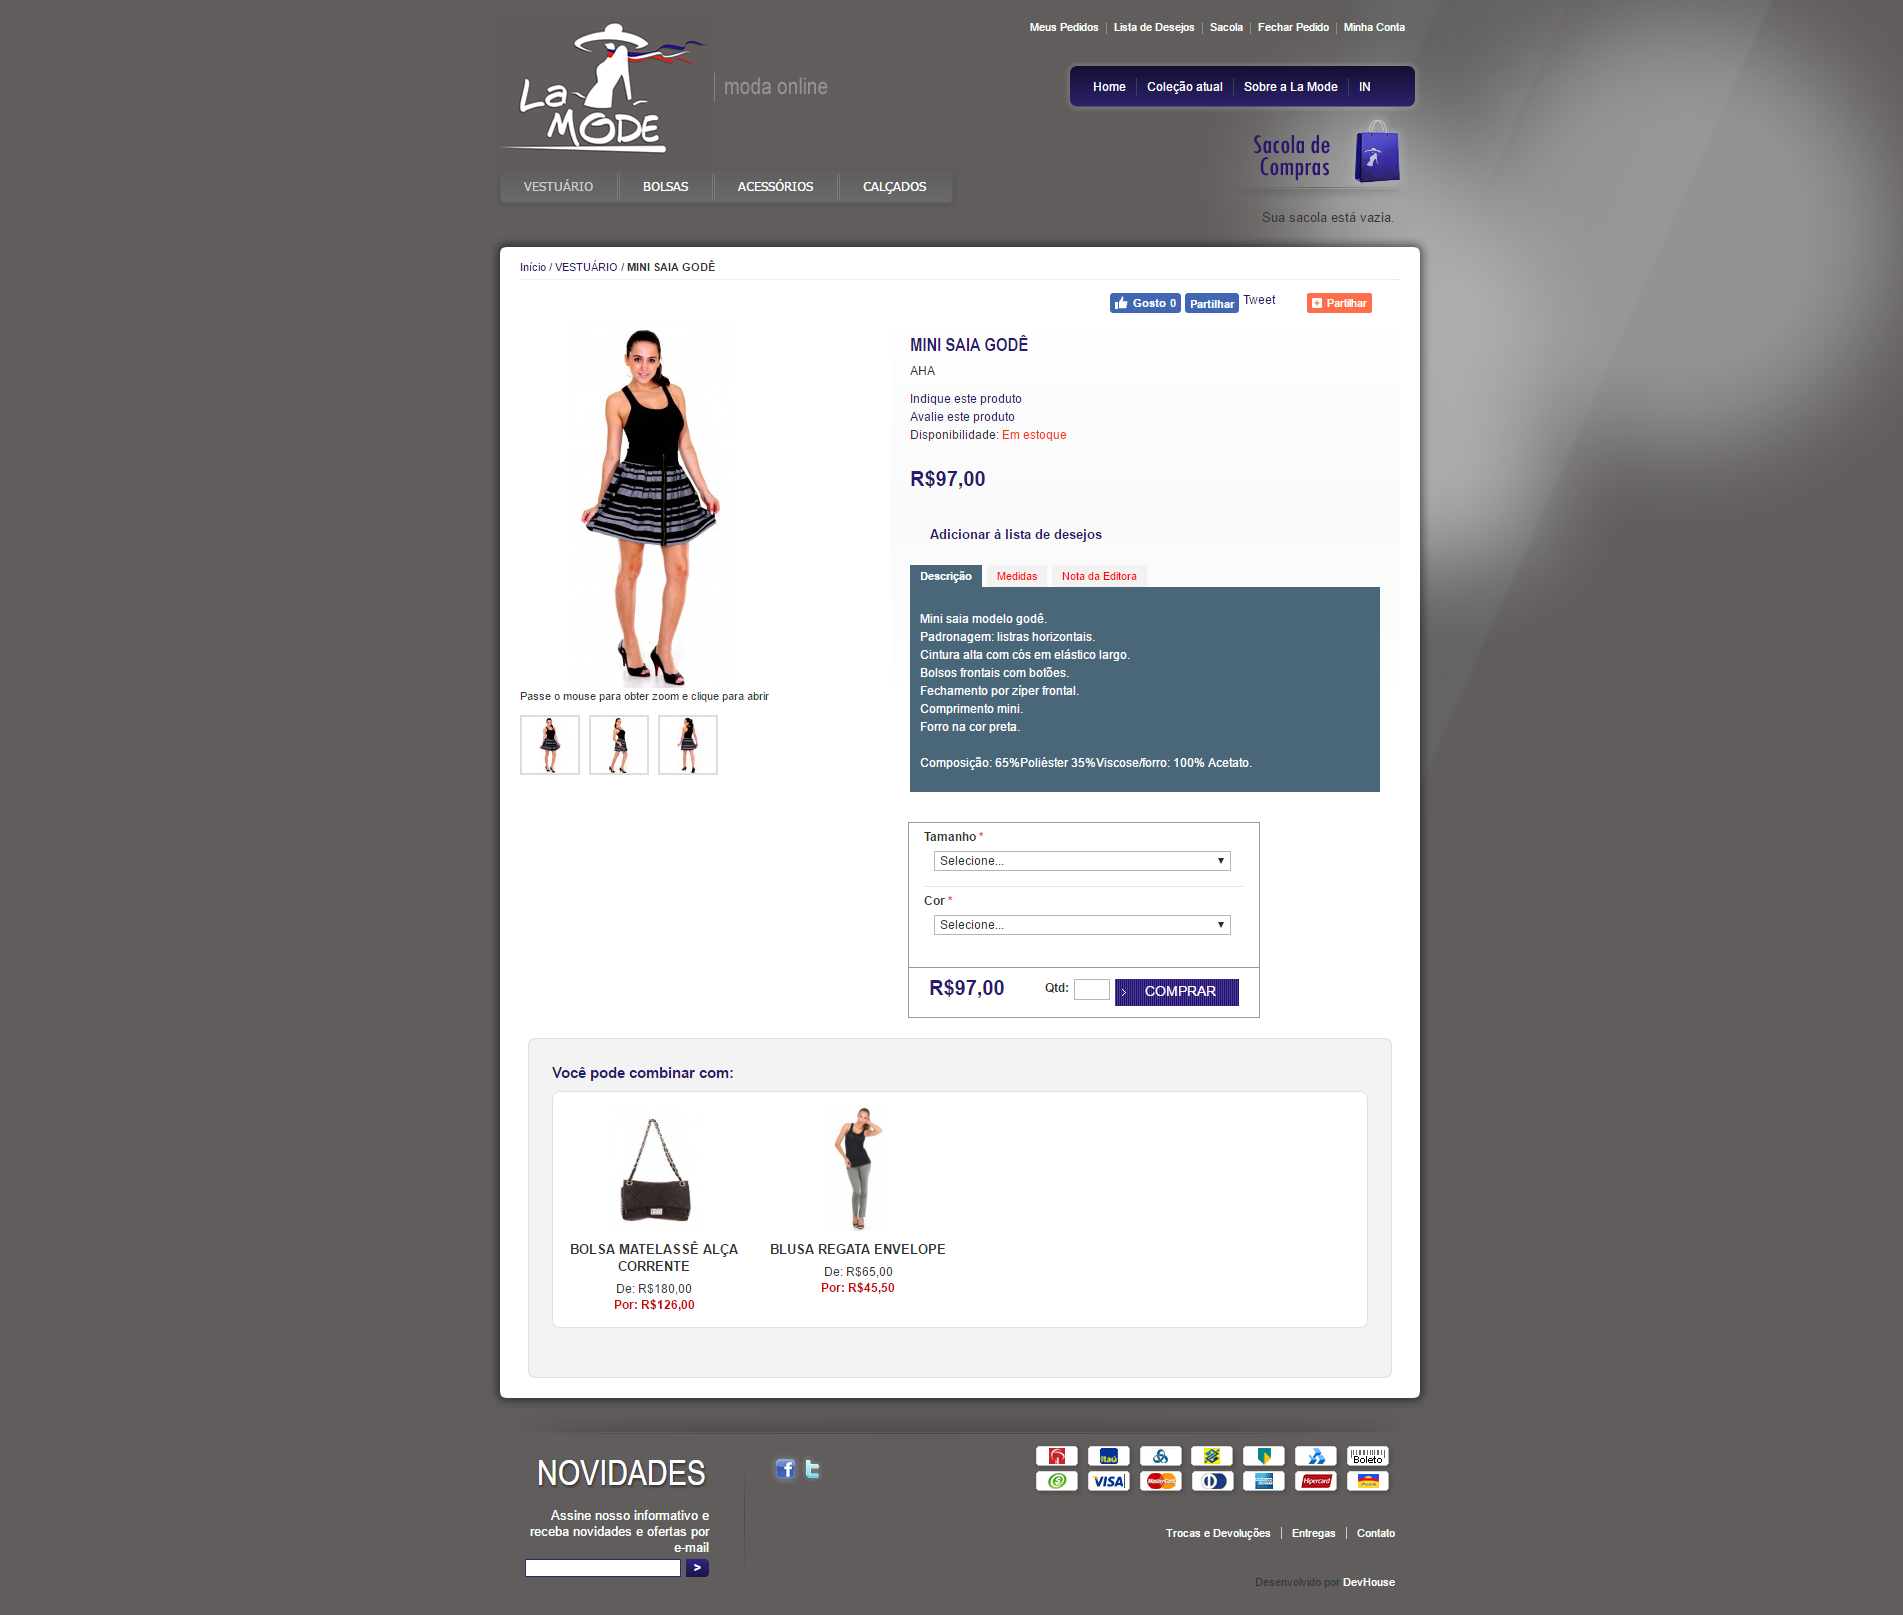 Meus Pedidos
Lista de Desejos
Sacola
Fechar Pedido
Minha Conta
La MODE
moda online
Home
Coleção atual
Sobre a La Mode
IN
Sacola de
Compras
VESTUÁRIO
BOLSAS
ACESSÓRIOS
CALÇADOS
Sua sacola está vazia.
Início / VESTUÁRIO / MINI SAIA GODÊ
Gosto 0
Partilhar
Tweet
Partilhar
MINI SAIA GODÊ
AHA
Indique este produto
Avalie este produto
Disponibilidade: Em estoque
R$97,00
Adicionar à lista de desejos
Descrição
Medidas
Nota da Editora
Mini saia modelo godê.
Padronagem: listras horizontais.
Cintura alta com cós em elástico largo.
Bolsos frontais com botões.
Fechamento por zíper frontal.
Comprimento mini.
Forro na cor preta.
Composição: 65%Poliéster 35%Viscose/forro: 100% Acetato.
Passe o mouse para obter zoom e clique para abrir
Tamanho *
Selecione...
Cor *
Selecione...
R$97,00
Qtd:
COMPRAR
Você pode combinar com:
BOLSA MATELASSÊ ALÇA
CORRENTE
De: R$180,00
Por: R$126,00
BLUSA REGATA ENVELOPE
De: R$65,00
Por: R$45,50
NOVIDADES
Assine nosso informativo e
receba novidades e ofertas por
e-mail
>
Itaú
Boleto
VISA
MasterCard
Hipercard
Trocas e Devoluções
Entregas
Contato
Desenvolvido por DevHouse